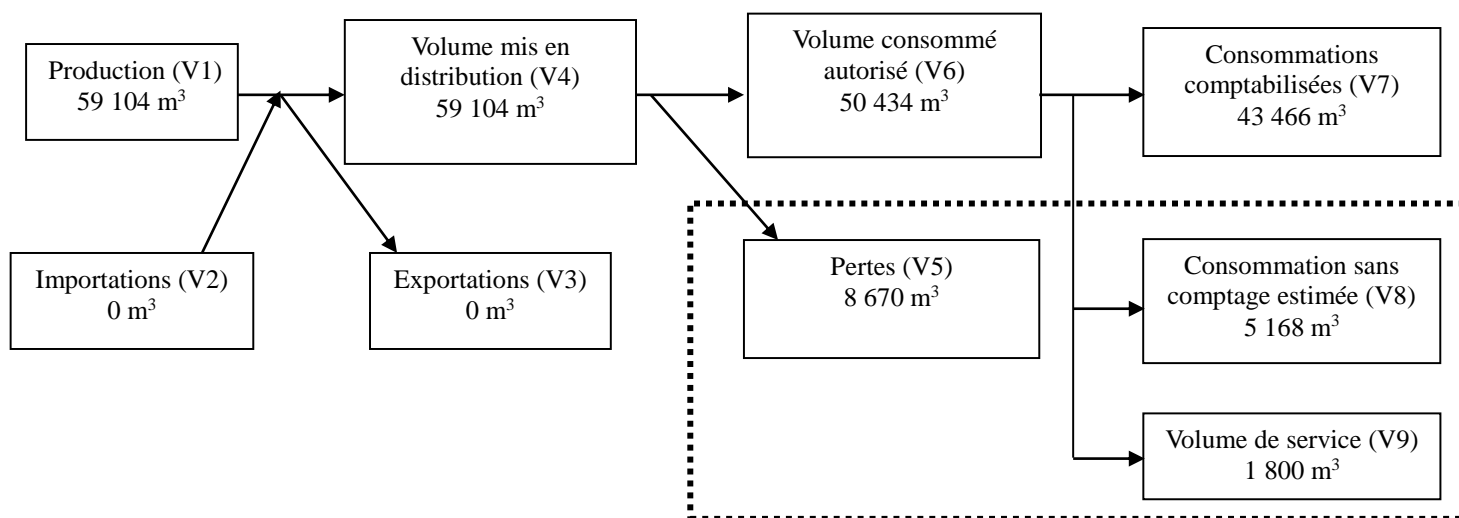 Production (V1)
59 104 m³
Volume mis en
distribution (V4)
59 104 m³
Volume consommé
autorisé (V6)
50 434 m³
Consommations
comptabilisées (V7)
43 466 m³
Importations (V2)
0 m³
Exportations (V3)
0 m³
Pertes (V5)
8 670 m³
Consommation sans
comptage estimée (V8)
5 168 m³
Volume de service (V9)
1 800 m³